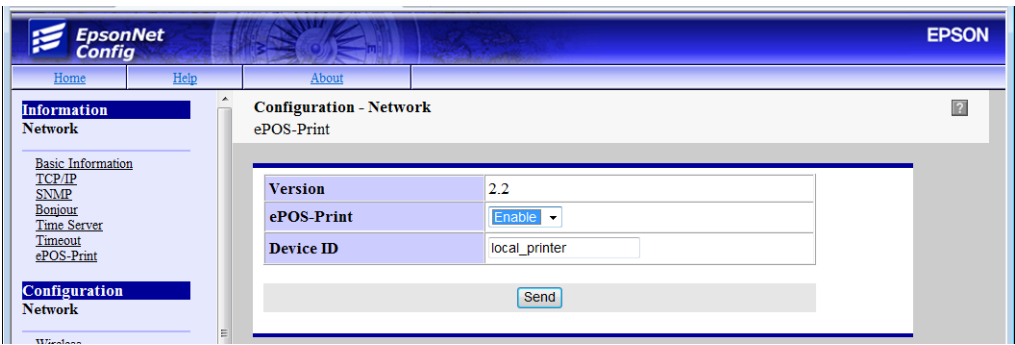 EpsonNet
Config
EPSON
Home Help About
Information
Network
Basic Information
TCP/IP
SNMP
Bonjour
Time Server
Timeout
ePOS-Print
Configuration
Network
Wireless
Configuration - Network
?
ePOS-Print
Version 2.2
ePOS-Print Enable
Device ID local_printer
Send